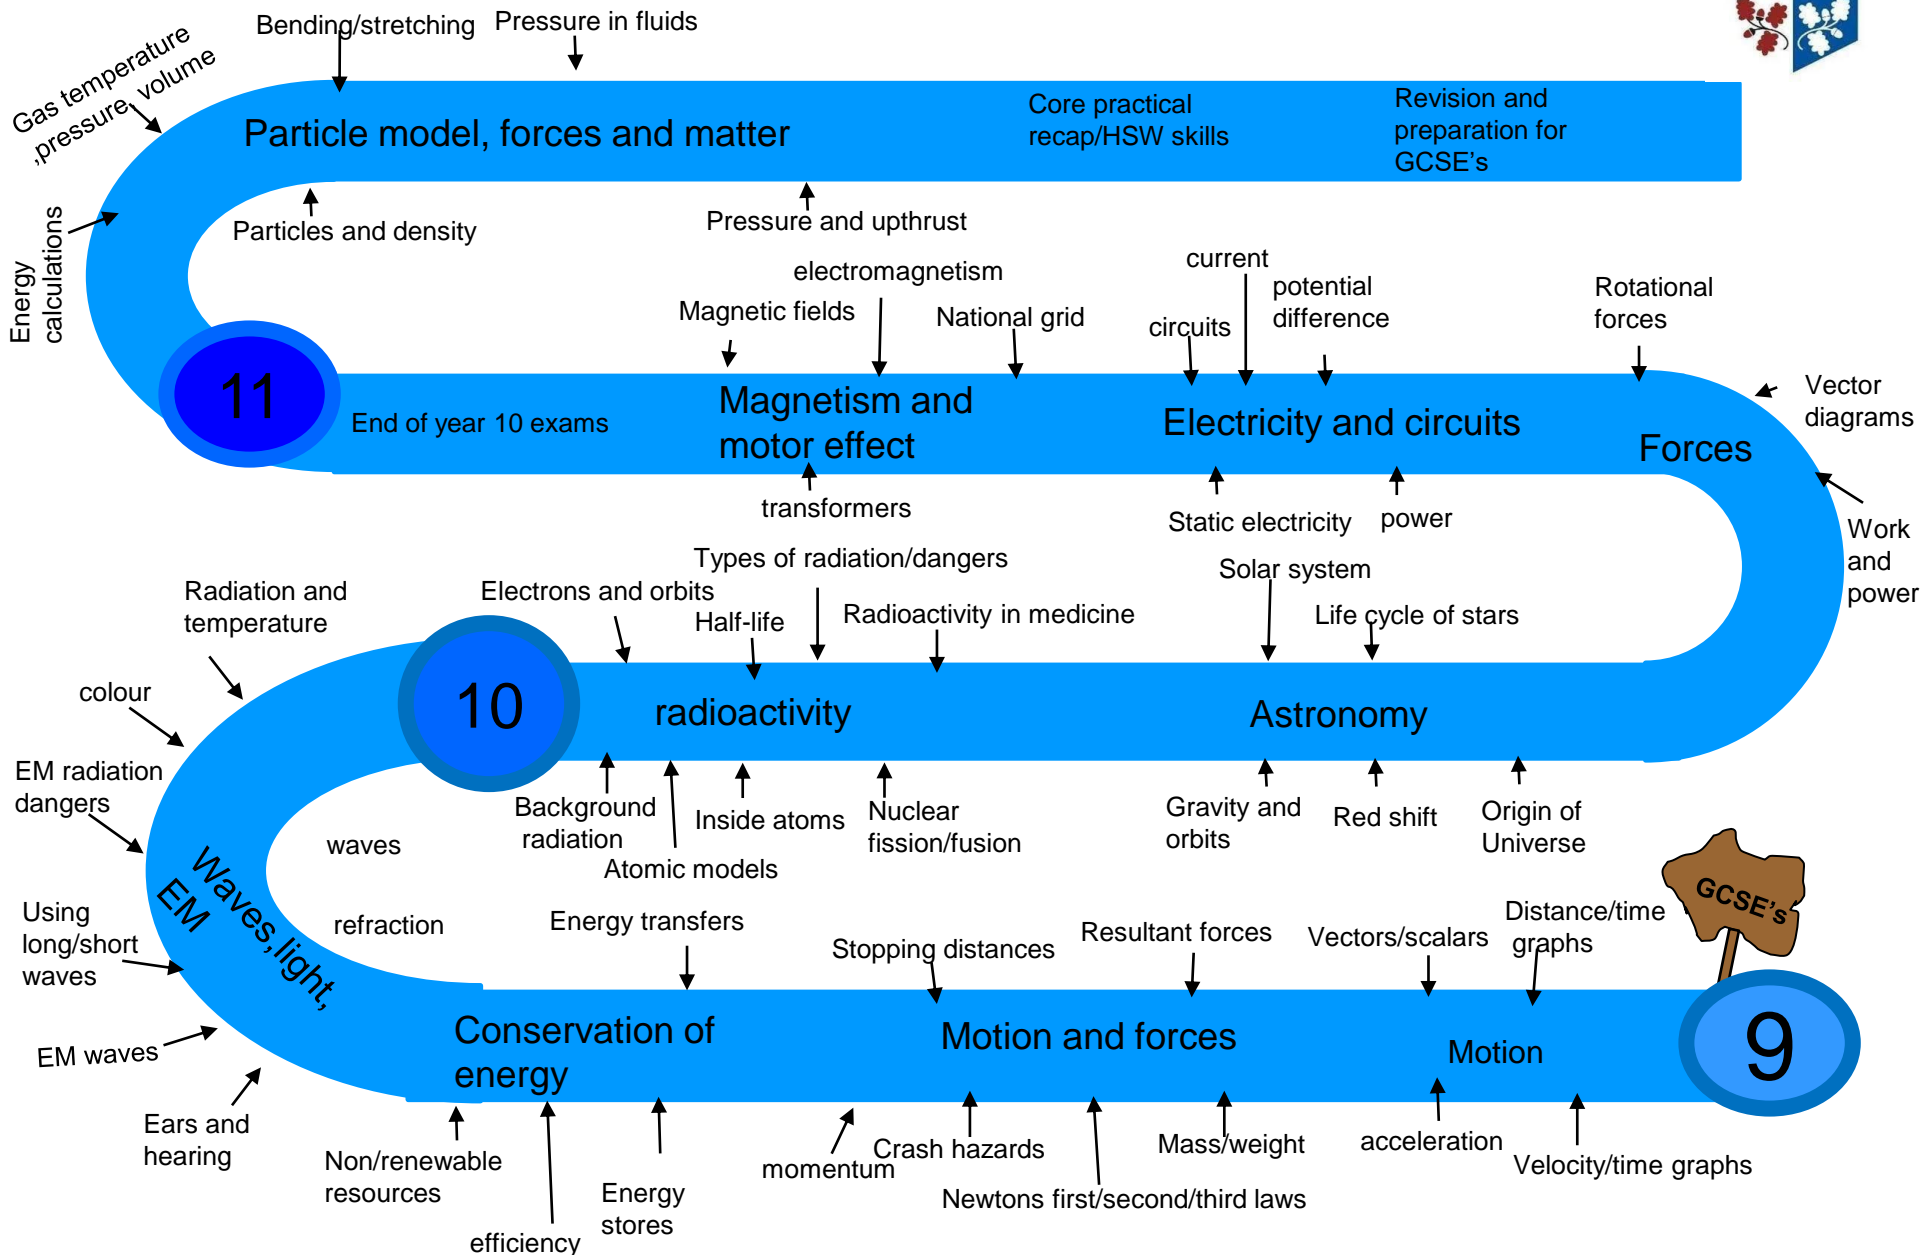 Bending/stretching
Pressure in fluids
Gas temperature
,pressure, volume
Particle model, forces and matter
Core practical
recap/HSW skills
Revision and
preparation for
GCSE's
Energy
calculations
Particles and density
Pressure and upthrust
electromagnetism
Magnetic fields
National grid
current
circuits
potential
difference
Rotational
forces
Vector
diagrams
11
End of year 10 exams
Magnetism and
motor effect
Electricity and circuits
Forces
transformers
Static electricity
power
Work
and
power
Types of radiation/dangers
Solar system
Radiation and
temperature
Electrons and orbits
Half-life
Radioactivity in medicine
Life cycle of stars
colour
10
radioactivity
Astronomy
EM radiation
dangers
Background
radiation
Inside atoms
Atomic models
Nuclear
fission/fusion
Gravity and
orbits
Red shift
Origin of
Universe
waves
Waves,light,
EM
refraction
Using
long/short
waves
GCSE's
Energy transfers
Stopping distances
Resultant forces
Vectors/scalars
Distance/time
graphs
Conservation of
energy
Motion and forces
Motion
9
EM waves
Ears and
hearing
Non/renewable
resources
efficiency
Energy
stores
momentum
Crash hazards
Newtons first/second/third laws
Mass/weight
acceleration
Velocity/time graphs